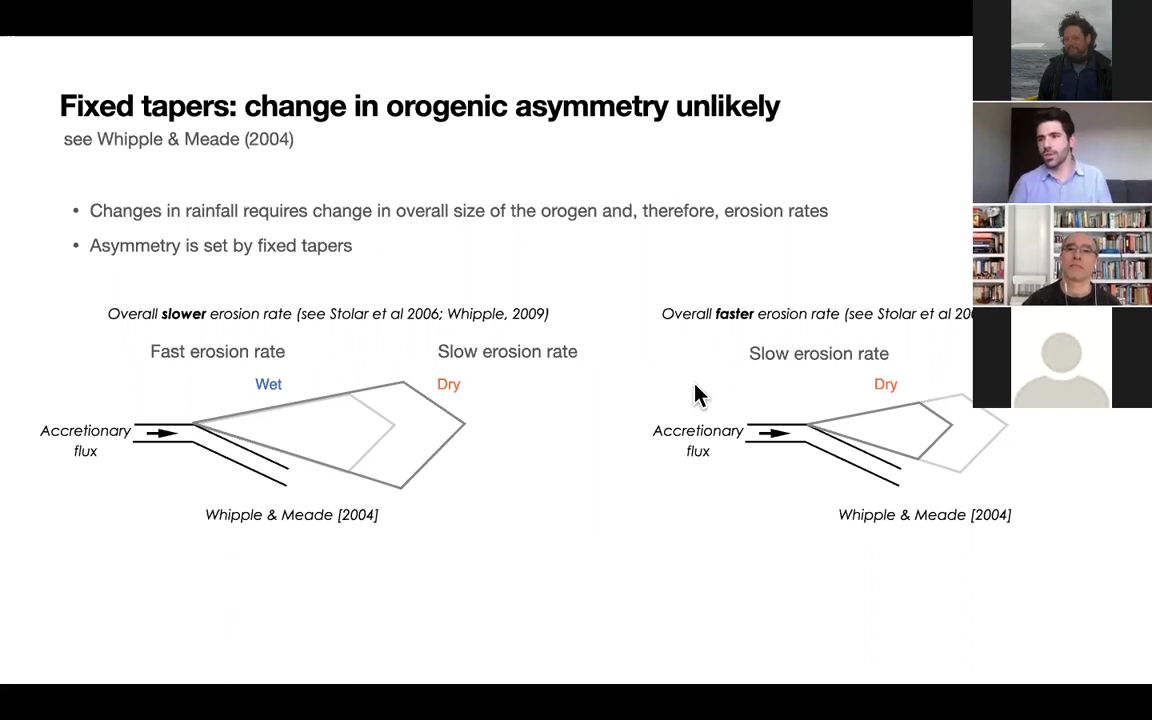 Fixed tapers: change in orogenic asymmetry unlikely
see Whipple & Meade (2004)
• Changes in rainfall requires change in overall size of the orogen and, therefore, erosion rates
• Asymmetry is set by fixed tapers
Overall slower erosion rate (see Stolar et al 2006; Whipple, 2009)
Fast erosion rate
Slow erosion rate
Wet
Dry
Accretionary
flux
Whipple & Meade [2004]
Overall faster erosion rate (see Stolar et al
Slow erosion rate
Dry
Accretionary
flux
Whipple & Meade [2004]